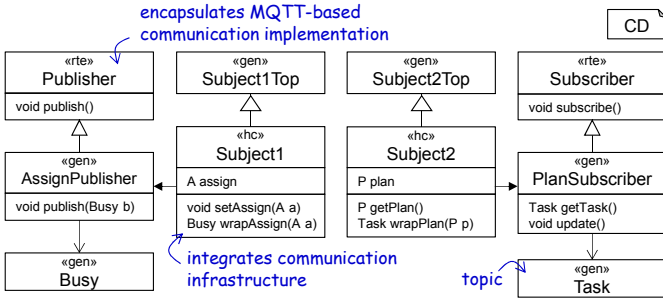 encapsulates MQTT-based
communication implementation
CD
«rte»
Publisher
void publish()
«gen»
Subject1Top
«gen»
Subject2Top
«rte»
Subscriber
void subscribe()
«gen»
AssignPublisher
void publish(Busy b)
«hc»
Subject1
A assign
void setAssign(A a)
Busy wrapAssign(A a)
«hc»
Subject2
P plan
P getPlan()
Task wrapPlan(P p)
«gen»
PlanSubscriber
Task getTask()
void update()
«gen»
Busy
integrates communication
infrastructure
topic
«gen»
Task